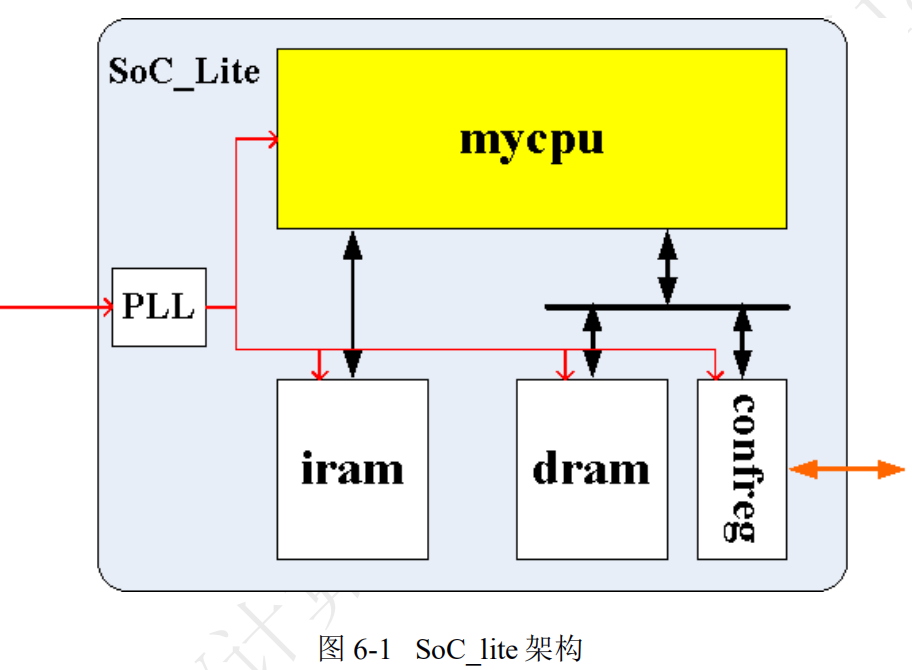 SoC_Lite
mycpu
PLL
iram
dram
confreg
图 6-1 SoC_lite 架构